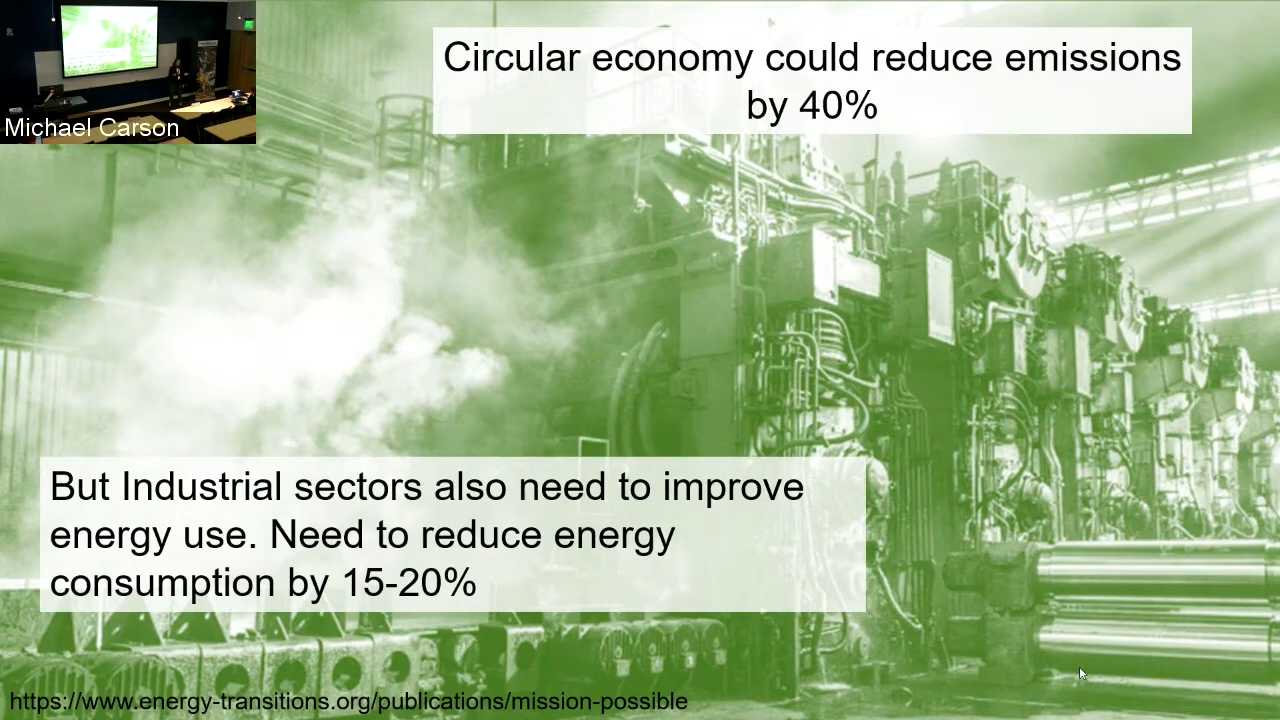 Circular economy could reduce emissions
by 40%
Michael Carson
But Industrial sectors also need to improve
energy use. Need to reduce energy
consumption by 15-20%
https://www.energy-transitions.org/publications/mission-possible